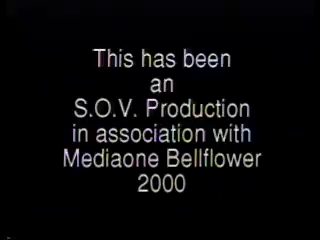 This has been
an
S.O.V. Production
in association with
Mediaone Bellflower
2000